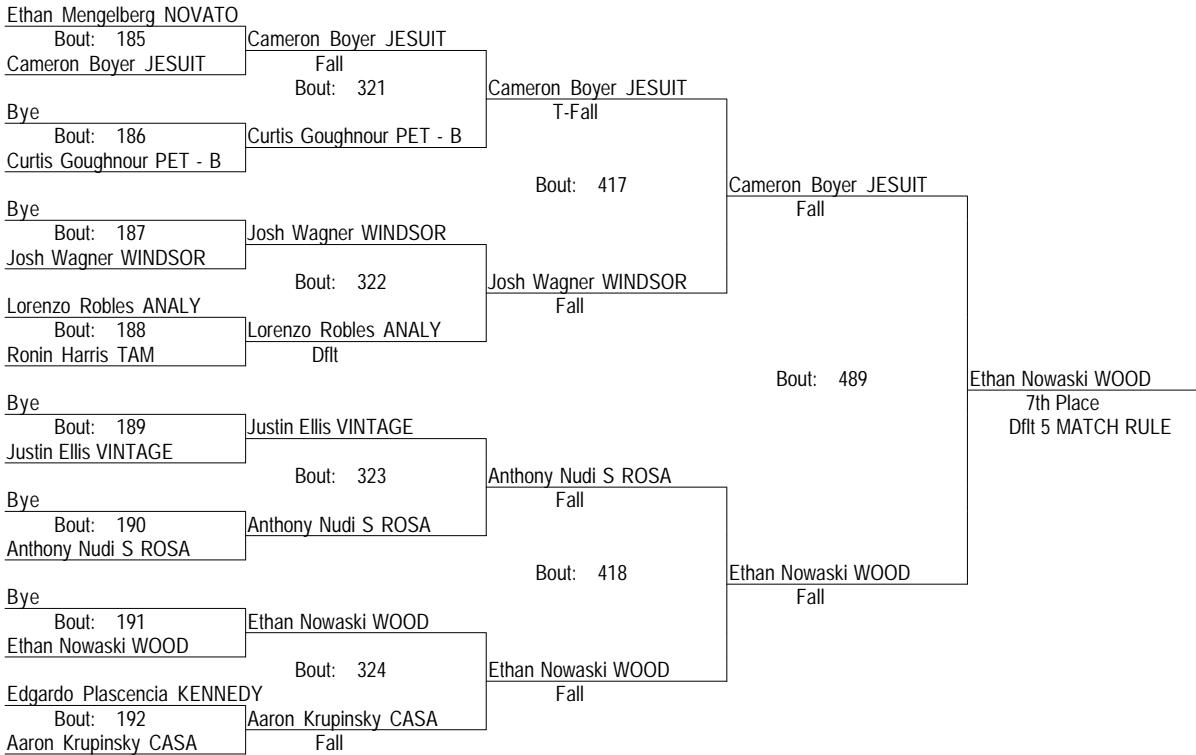 Ethan Mengelberg NOVATO
Bout: 185
Cameron Boyer JESUIT
Cameron Boyer JESUIT
Fall
Bout: 321
Cameron Boyer JESUIT
T-Fall
Bye
Bout: 186
Curtis Goughnour PET - B
Curtis Goughnour PET - B
Bout: 417
Cameron Boyer JESUIT
Fall
Bye
Bout: 187
Josh Wagner WINDSOR
Josh Wagner WINDSOR
Bout: 322
Josh Wagner WINDSOR
Fall
Lorenzo Robles ANALY
Bout: 188
Ronin Harris TAM
Lorenzo Robles ANALY
Dflt
Bout: 489
Ethan Nowaski WOOD
7th Place
Dflt 5 MATCH RULE
Bye
Bout: 189
Justin Ellis VINTAGE
Justin Ellis VINTAGE
Bout: 323
Anthony Nudi S ROSA
Fall
Bye
Bout: 190
Anthony Nudi S ROSA
Anthony Nudi S ROSA
Bout: 418
Ethan Nowaski WOOD
Fall
Bye
Bout: 191
Ethan Nowaski WOOD
Ethan Nowaski WOOD
Bout: 324
Ethan Nowaski WOOD
Fall
Edgardo Plascencia KENNEDY
Bout: 192
Aaron Krupinsky CASA
Aaron Krupinsky CASA
Fall